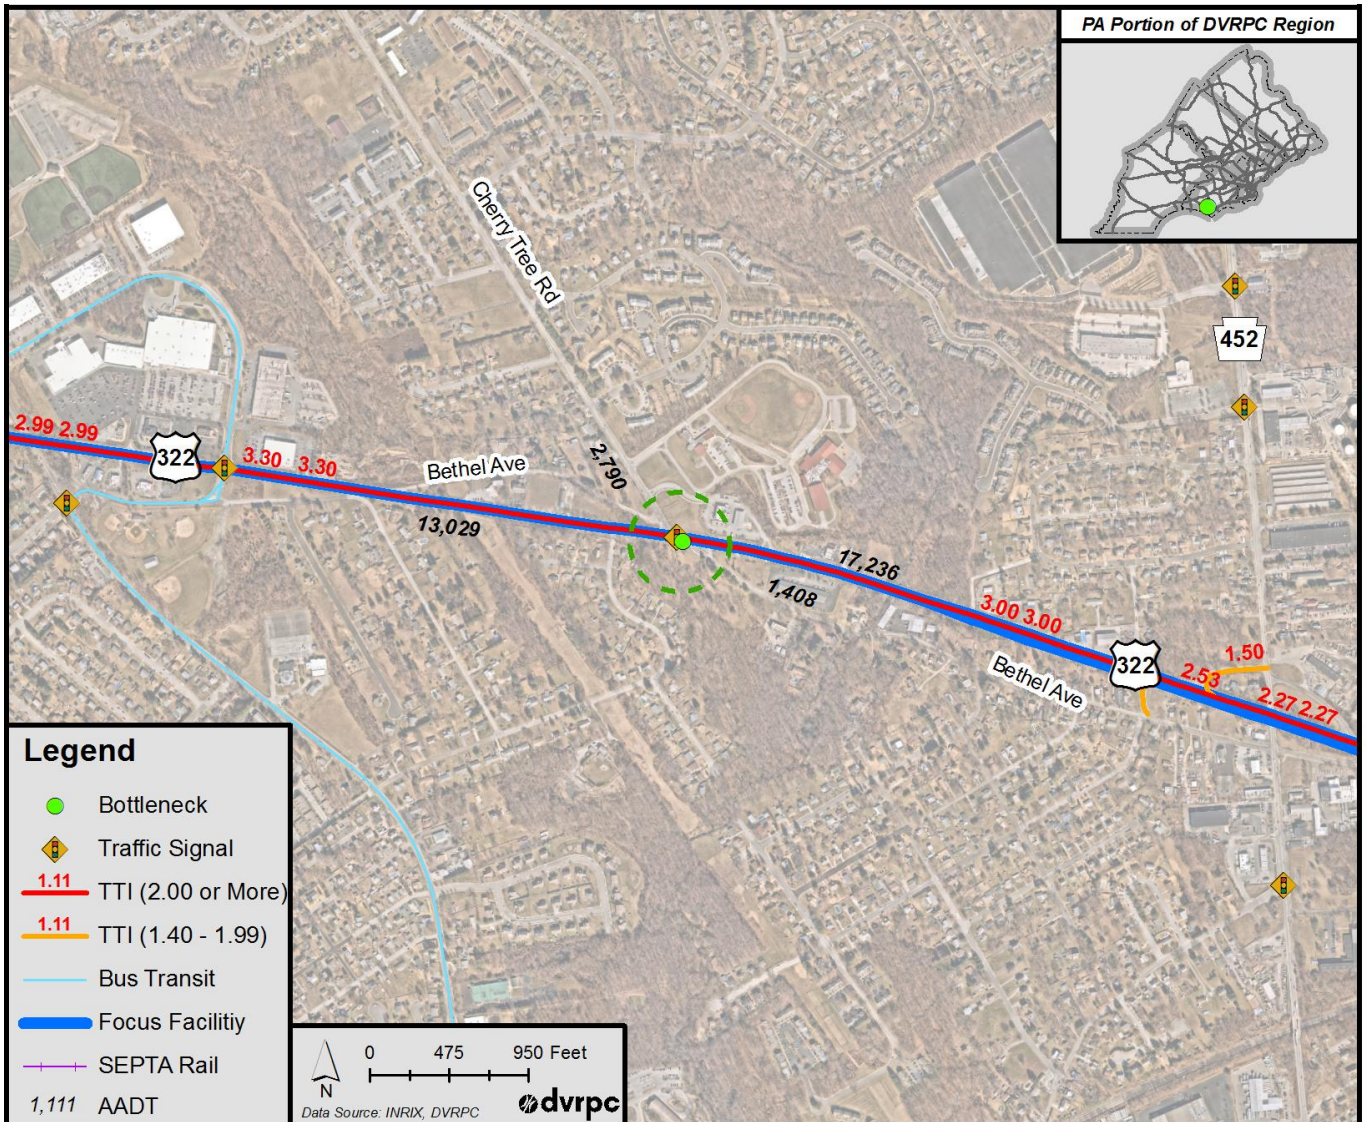 PA Portion of DVRPC Region
452
Cherry Tree Rd
2.99 2.99
322
3.30 3.30
Bethel Ave
2,790
13,029
17,236
1,408
3.00 3.00
322
Bethel Ave
1.50
2.53
2.27 2.27
Legend
Bottleneck
Traffic Signal
1.11 TTI (2.00 or More)
1.11 TTI (1.40 - 1.99)
Bus Transit
Focus Facilitiy
SEPTA Rail
1,111 AADT
0 475 950 Feet
N
Data Source: INRIX, DVRPC
dvrpc